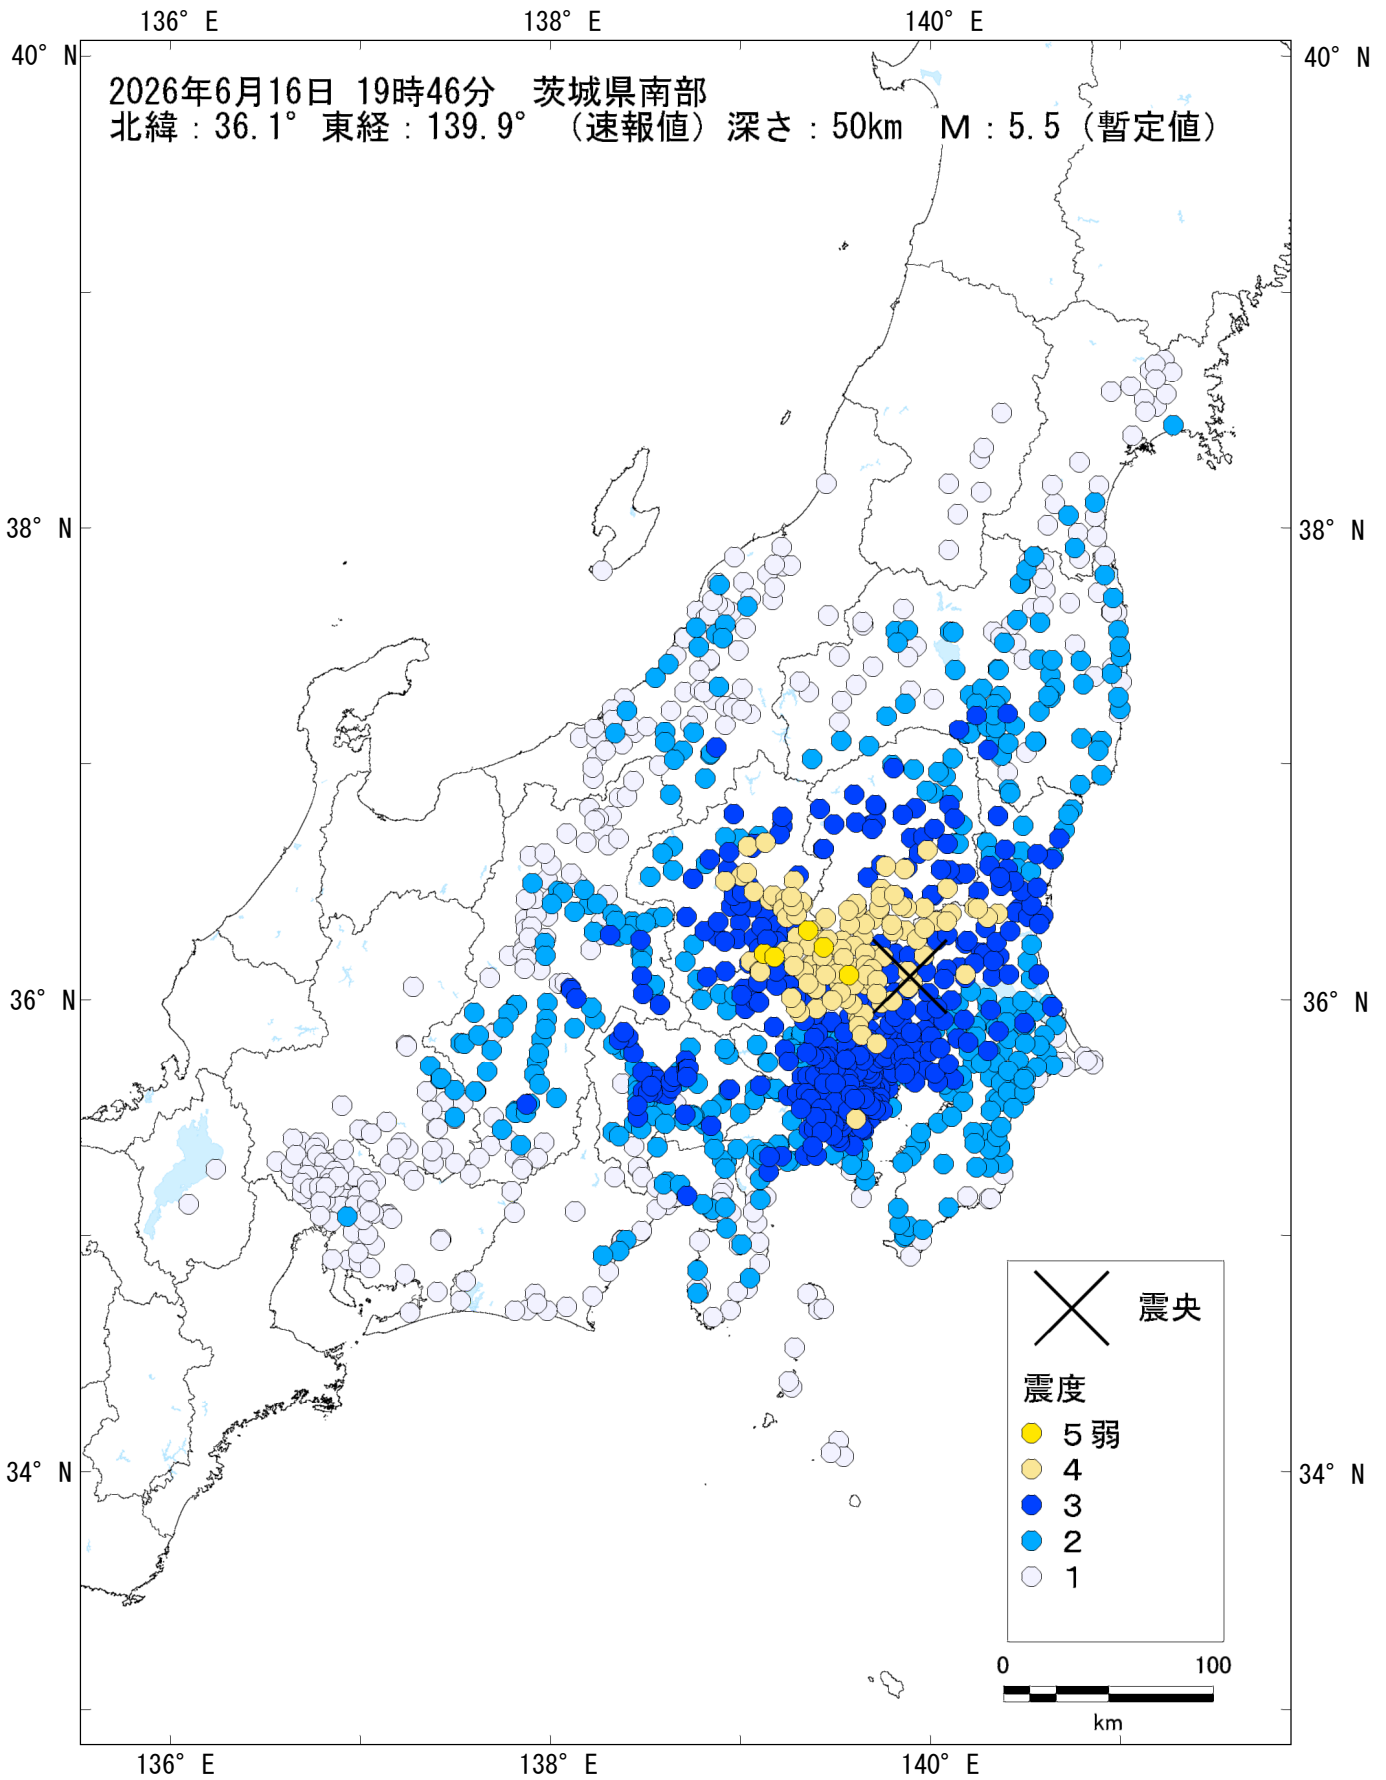 136° E 138° E 140° E
40° N 40° N
2026年6月16日 19時46分 茨城県南部
北緯：36.1° 東経：139.9° （速報値）深さ：50km M：5.5（暫定値）
38° N 38° N
36° N 36° N
震央
震度
5弱
4
34° N 34° N
3
2
1
0 100
km
136° E 138° E 140° E